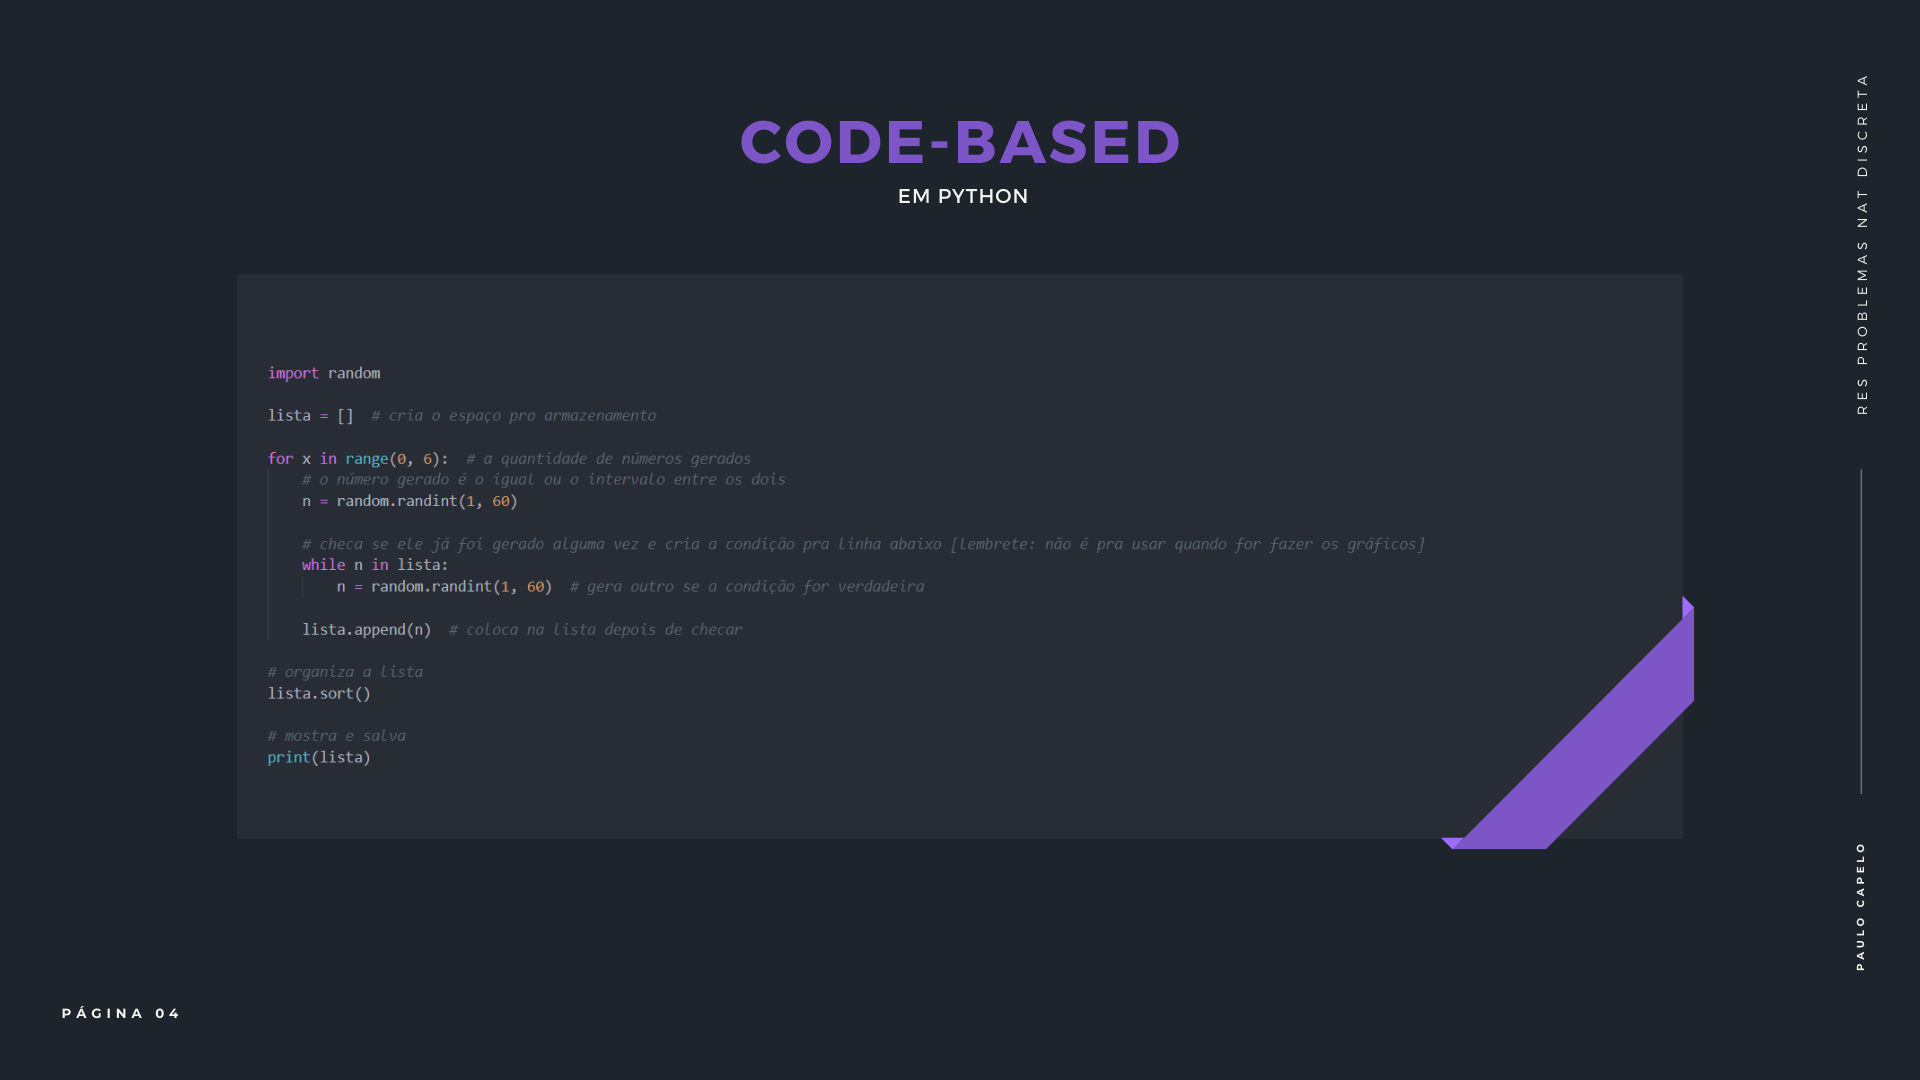 CODE-BASED
EM PYTHON
import random
lista = []  # cria o espaço pro armazenamento
for x in range(0, 6):  # a quantidade de números gerados
    # o número gerado é o igual ou o intervalo entre os dois
    n = random.randint(1, 60)
    # checa se ele já foi gerado alguma vez e cria a condição pra linha abaixo [lembrete: não é pra usar quando for fazer os gráficos]
    while n in lista:
        n = random.randint(1, 60)  # gera outro se a condição for verdadeira
    lista.append(n)  # coloca na lista depois de checar
# organiza a lista
lista.sort()
# mostra e salva
print(lista)
RES PROBLEMAS NAT DISCRETA
PAULO CAPELO
PÁGINA 04